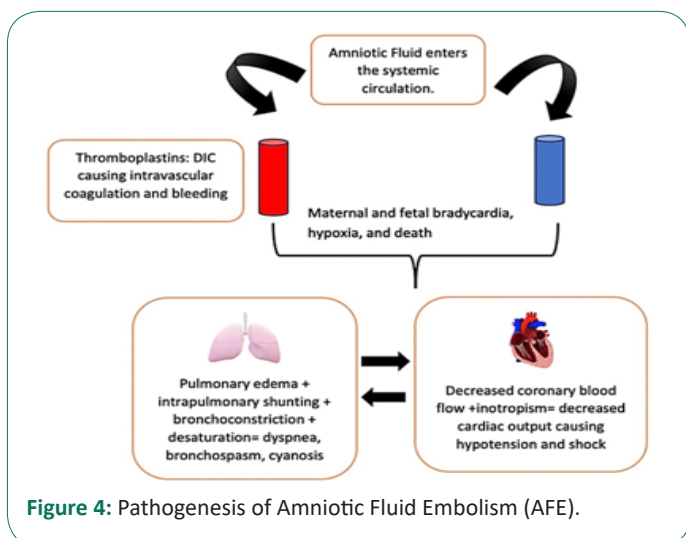 Amniotic Fluid enters
the systemic
circulation.
Thromboplastins: DIC
causing intravascular
coagulation and bleeding
Maternal and fetal bradycardia,
hypoxia, and death
Pulmonary edema +
intrapulmonary shunting +
bronchoconstriction +
desaturation= dyspnea,
bronchospasm, cyanosis
Decreased coronary blood
flow +inotropism= decreased
cardiac output causing
hypotension and shock
Figure 4: Pathogenesis of Amniotic Fluid Embolism (AFE).